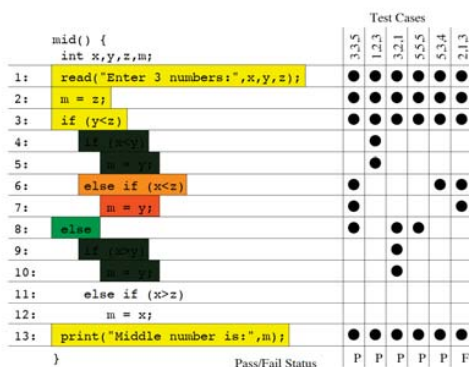 Test Cases
mid() {
int x,y,z,m;
3,3,5 1,2,3 3,2,1 5,5,5 5,3,4 2,1,3
1: read("Enter 3 numbers:",x,y,z);
2: m = z;
3: if (y<z)
4: if (x<y)
5: m = y;
6: else if (x<z)
7: m = y;
8: else
9: if (x>y)
10: m = y;
11: else if (x>z)
12: m = x;
13: print("Middle number is:",m);
} Pass/Fail Status P P P P P F